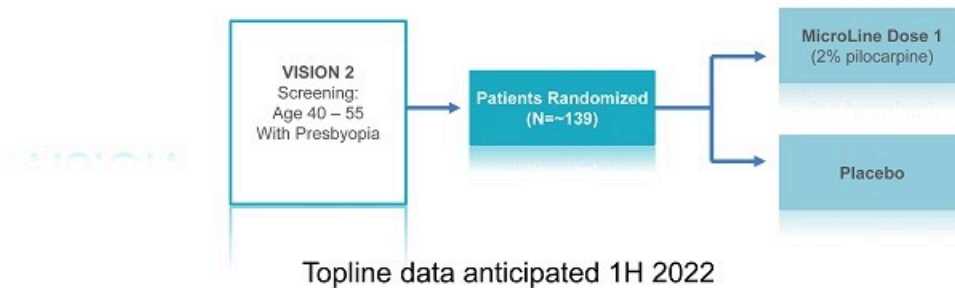 VISION 2
Screening:
Age 40 – 55
With Presbyopia
Patients Randomized
(N=~139)
MicroLine Dose 1
(2% pilocarpine)
Placebo
Topline data anticipated 1H 2022